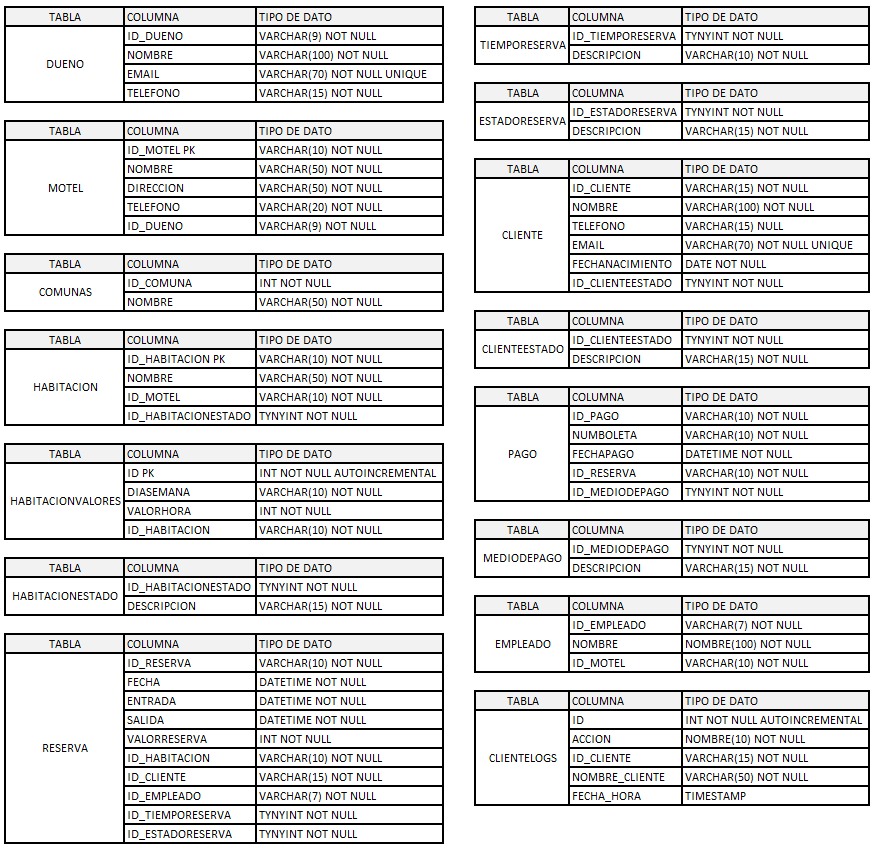 TABLA COLUMNA TIPO DE DATO
DUENO
ID_DUENO VARCHAR(9) NOT NULL
NOMBRE VARCHAR(100) NOT NULL
EMAIL VARCHAR(70) NOT NULL UNIQUE
TELEFONO VARCHAR(15) NOT NULL
TABLA COLUMNA TIPO DE DATO
MOTEL
ID_MOTEL PK VARCHAR(10) NOT NULL
NOMBRE VARCHAR(50) NOT NULL
DIRECCION VARCHAR(50) NOT NULL
TELEFONO VARCHAR(20) NOT NULL
ID_DUENO VARCHAR(9) NOT NULL
TABLA COLUMNA TIPO DE DATO
COMUNAS
ID_COMUNA INT NOT NULL
NOMBRE VARCHAR(50) NOT NULL
TABLA COLUMNA TIPO DE DATO
HABITACION
ID_HABITACION PK VARCHAR(10) NOT NULL
NOMBRE VARCHAR(50) NOT NULL
ID_MOTEL VARCHAR(10) NOT NULL
ID_HABITACIONESTADO TYNYINT NOT NULL
TABLA COLUMNA TIPO DE DATO
HABITACIONVALORES
ID PK INT NOT NULL AUTOINCREMENTAL
DIASEMANA VARCHAR(10) NOT NULL
VALORHORA INT NOT NULL
ID_HABITACION VARCHAR(10) NOT NULL
TABLA COLUMNA TIPO DE DATO
HABITACIONESTADO
ID_HABITACIONESTADO TYNYINT NOT NULL
DESCRIPCION VARCHAR(15) NOT NULL
TABLA COLUMNA TIPO DE DATO
RESERVA
ID_RESERVA VARCHAR(10) NOT NULL
FECHA DATETIME NOT NULL
ENTRADA DATETIME NOT NULL
SALIDA DATETIME NOT NULL
VALORRESERVA INT NOT NULL
ID_HABITACION VARCHAR(10) NOT NULL
ID_CLIENTE VARCHAR(15) NOT NULL
ID_EMPLEADO VARCHAR(7) NOT NULL
ID_TIEMPORESERVA TYNYINT NOT NULL
ID_ESTADORESERVA TYNYINT NOT NULL
TABLA COLUMNA TIPO DE DATO
TIEMPORESERVA
ID_TIEMPORESERVA TYNYINT NOT NULL
DESCRIPCION VARCHAR(10) NOT NULL
TABLA COLUMNA TIPO DE DATO
ESTADORESERVA
ID_ESTADORESERVA TYNYINT NOT NULL
DESCRIPCION VARCHAR(15) NOT NULL
TABLA COLUMNA TIPO DE DATO
CLIENTE
ID_CLIENTE VARCHAR(15) NOT NULL
NOMBRE VARCHAR(100) NOT NULL
TELEFONO VARCHAR(15) NULL
EMAIL VARCHAR(70) NOT NULL UNIQUE
FECHANACIMIENTO DATE NOT NULL
ID_CLIENTEESTADO TYNYINT NOT NULL
TABLA COLUMNA TIPO DE DATO
CLIENTEESTADO
ID_CLIENTEESTADO TYNYINT NOT NULL
DESCRIPCION VARCHAR(15) NOT NULL
TABLA COLUMNA TIPO DE DATO
PAGO
ID_PAGO VARCHAR(10) NOT NULL
NUMBOLETA VARCHAR(10) NOT NULL
FECHAPAGO DATETIME NOT NULL
ID_RESERVA VARCHAR(10) NOT NULL
ID_MEDIODEPAGO TYNYINT NOT NULL
TABLA COLUMNA TIPO DE DATO
MEDIODEPAGO
ID_MEDIODEPAGO TYNYINT NOT NULL
DESCRIPCION VARCHAR(15) NOT NULL
TABLA COLUMNA TIPO DE DATO
EMPLEADO
ID_EMPLEADO VARCHAR(7) NOT NULL
NOMBRE NOMBRE(100) NOT NULL
ID_MOTEL VARCHAR(10) NOT NULL
TABLA COLUMNA TIPO DE DATO
CLIENTELOGS
ID INT NOT NULL AUTOINCREMENTAL
ACCION NOMBRE(10) NOT NULL
ID_CLIENTE VARCHAR(15) NOT NULL
NOMBRE_CLIENTE VARCHAR(50) NOT NULL
FECHA_HORA TIMESTAMP